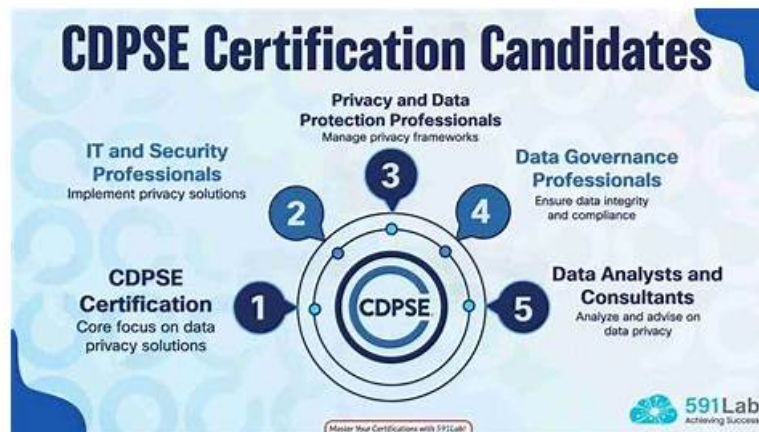 CDPSE Certification Candidates
Privacy and Data
Protection Professionals
Manage privacy frameworks
IT and Security
Professionals
Implement privacy solutions
Data Governance
Professionals
Ensure data integrity
and compliance
3
2
4
CDPSE
Certification
Core focus on data
privacy solutions
1
CDPSE
5
Data Analysts and
Consultants
Analyze and advise on
data privacy
591Lab
Achieving Success
Master Your Certifications with 591Lab!